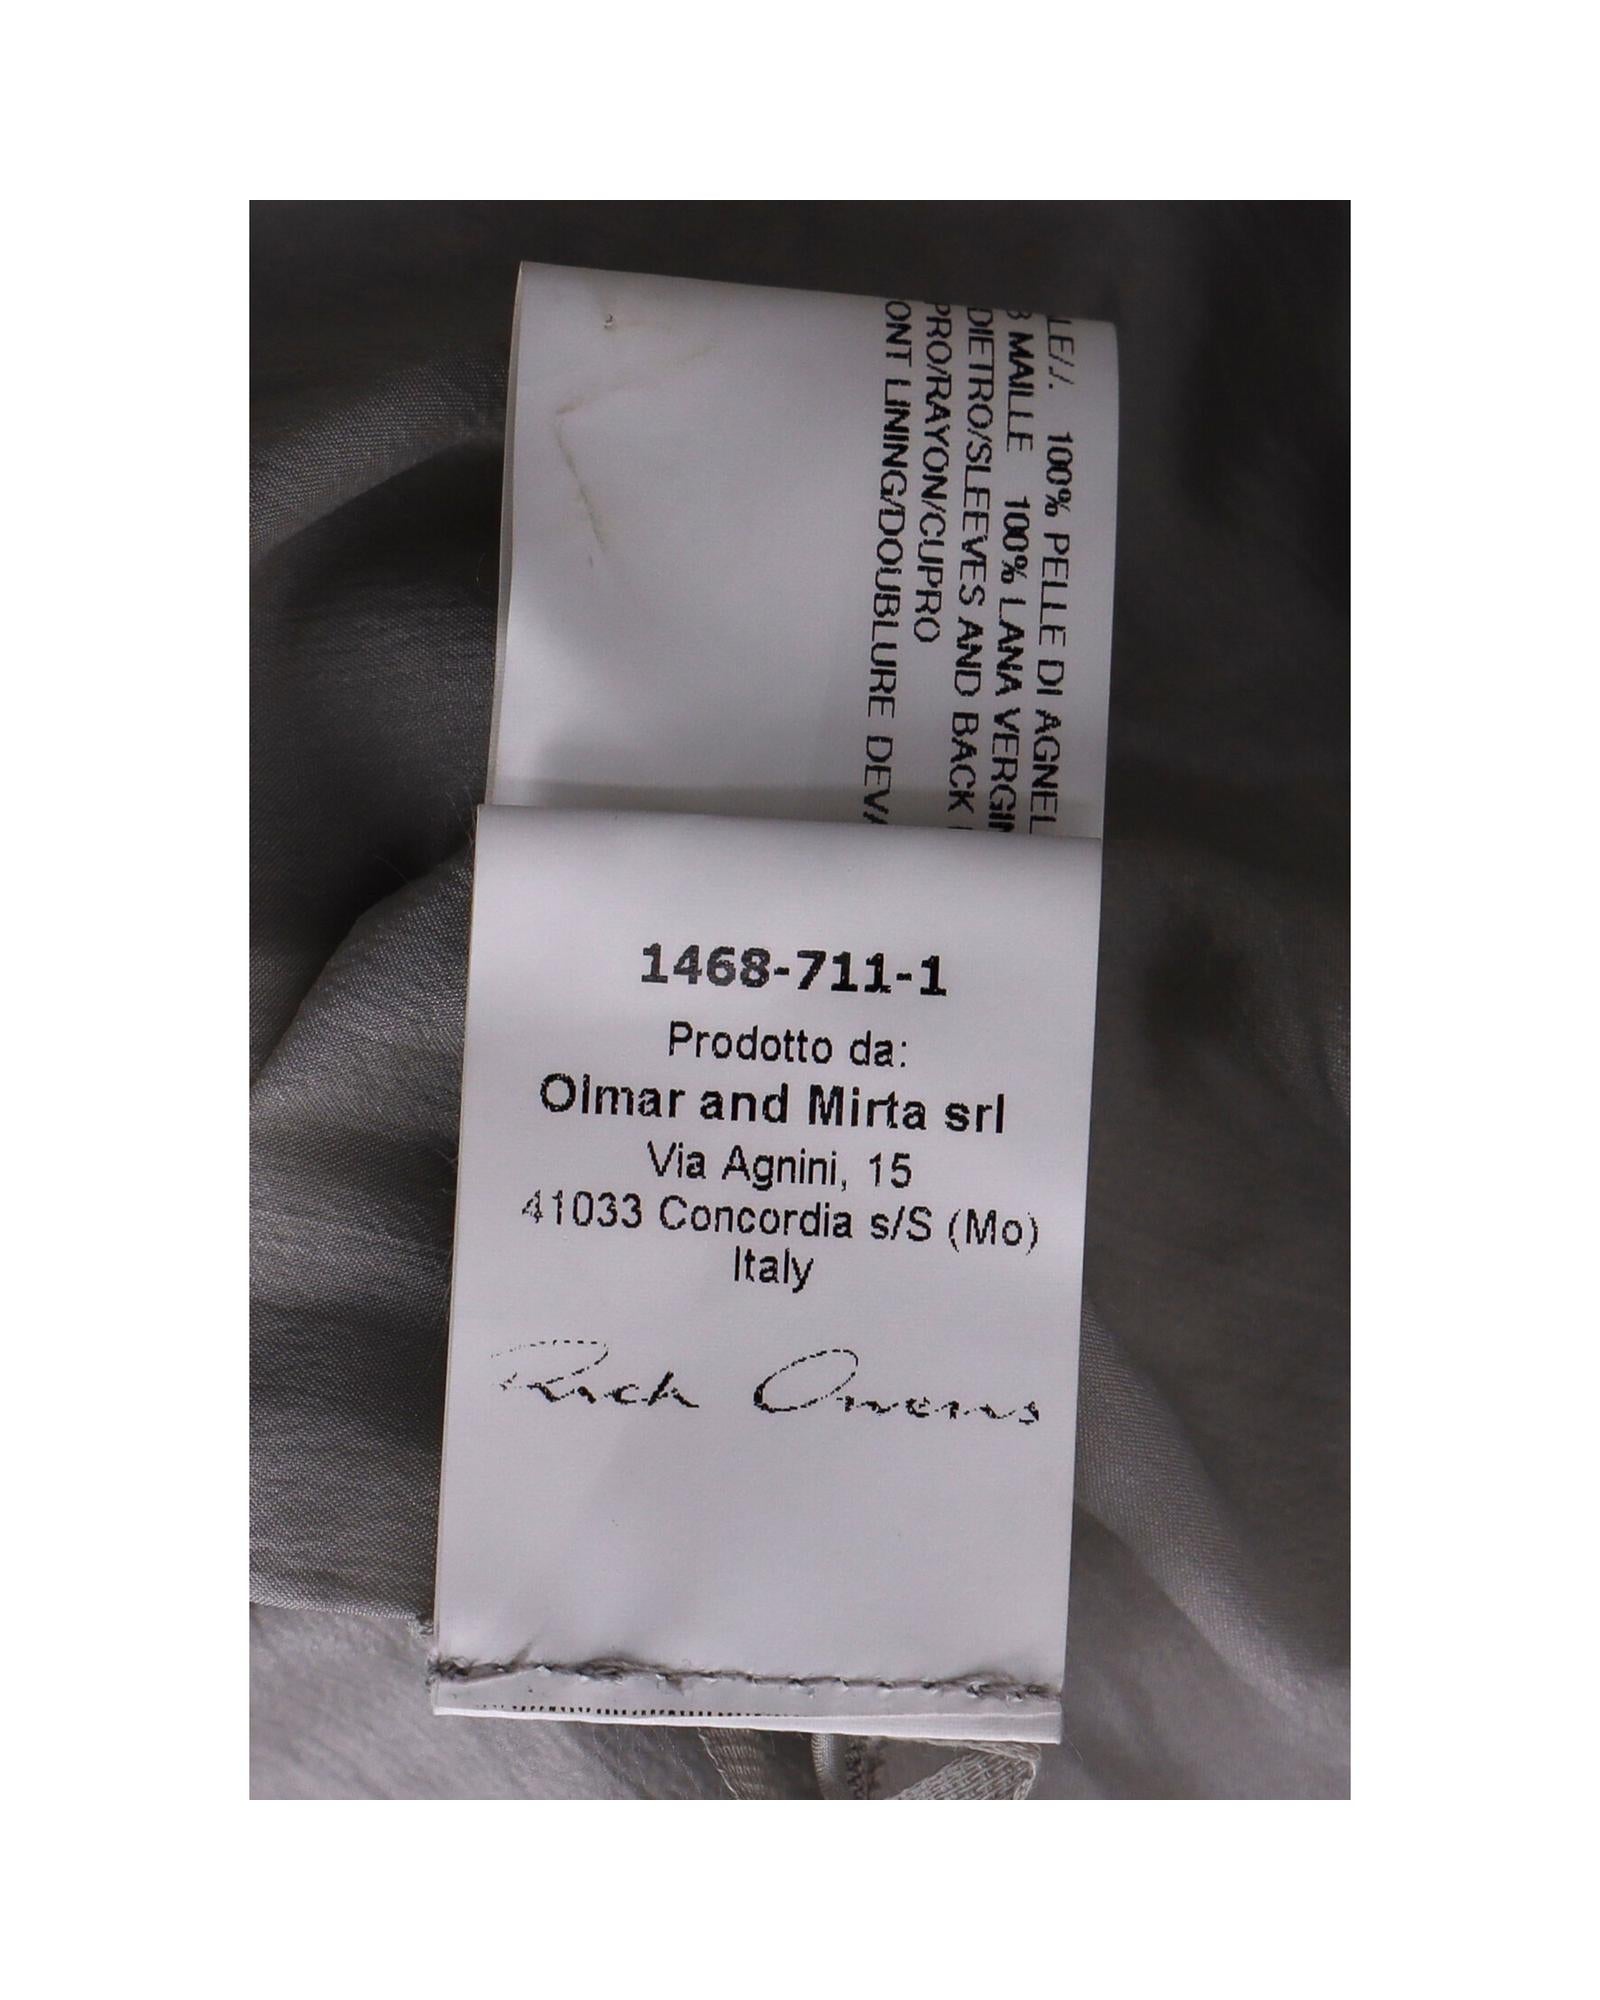 LE//. 100% PELLE DI AGNEL
B MAILLE 100% LANA VERGIN
DIETRO/SLEEVES AND BACK
PRO/RAYON/CUPRO
ONT LINING/DOUBLURE DEVA
1468-711-1
Prodotto da:
Olmar and Mirta srl
Via Agnini, 15
41033 Concordia s/S (Mo)
Italy
Rick Owens